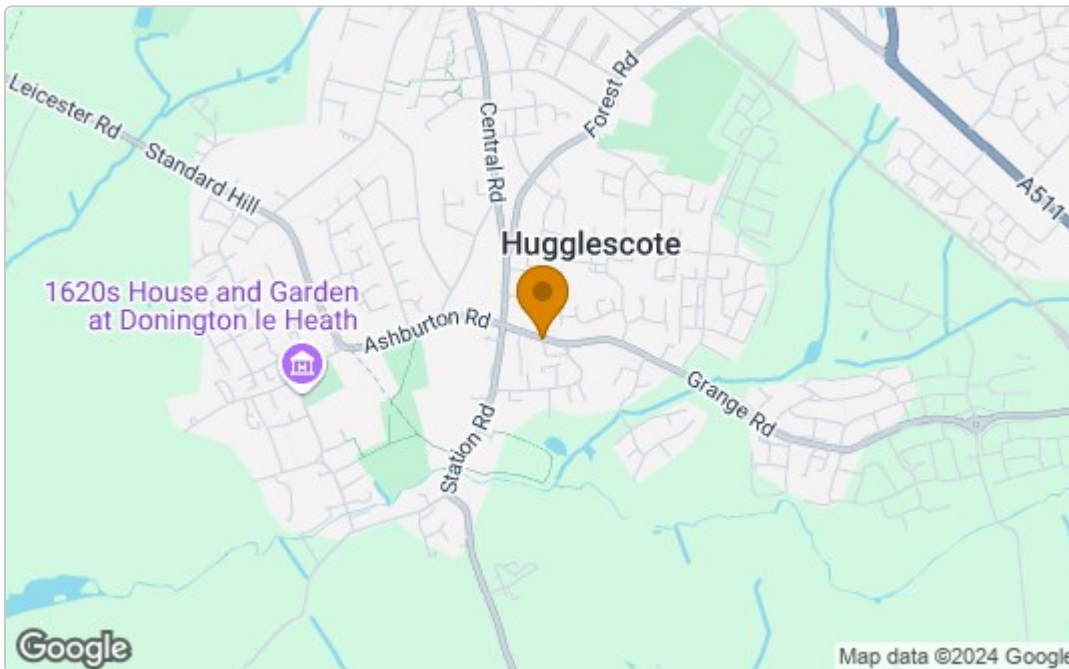 Leicester Rd
Standard Hill
Central Rd
Forest Rd
A511
Hugglescote
1620s House and Garden
at Donington le Heath
Ashburton Rd
Grange Rd
Station Rd
Google
Map data ©2024 Google